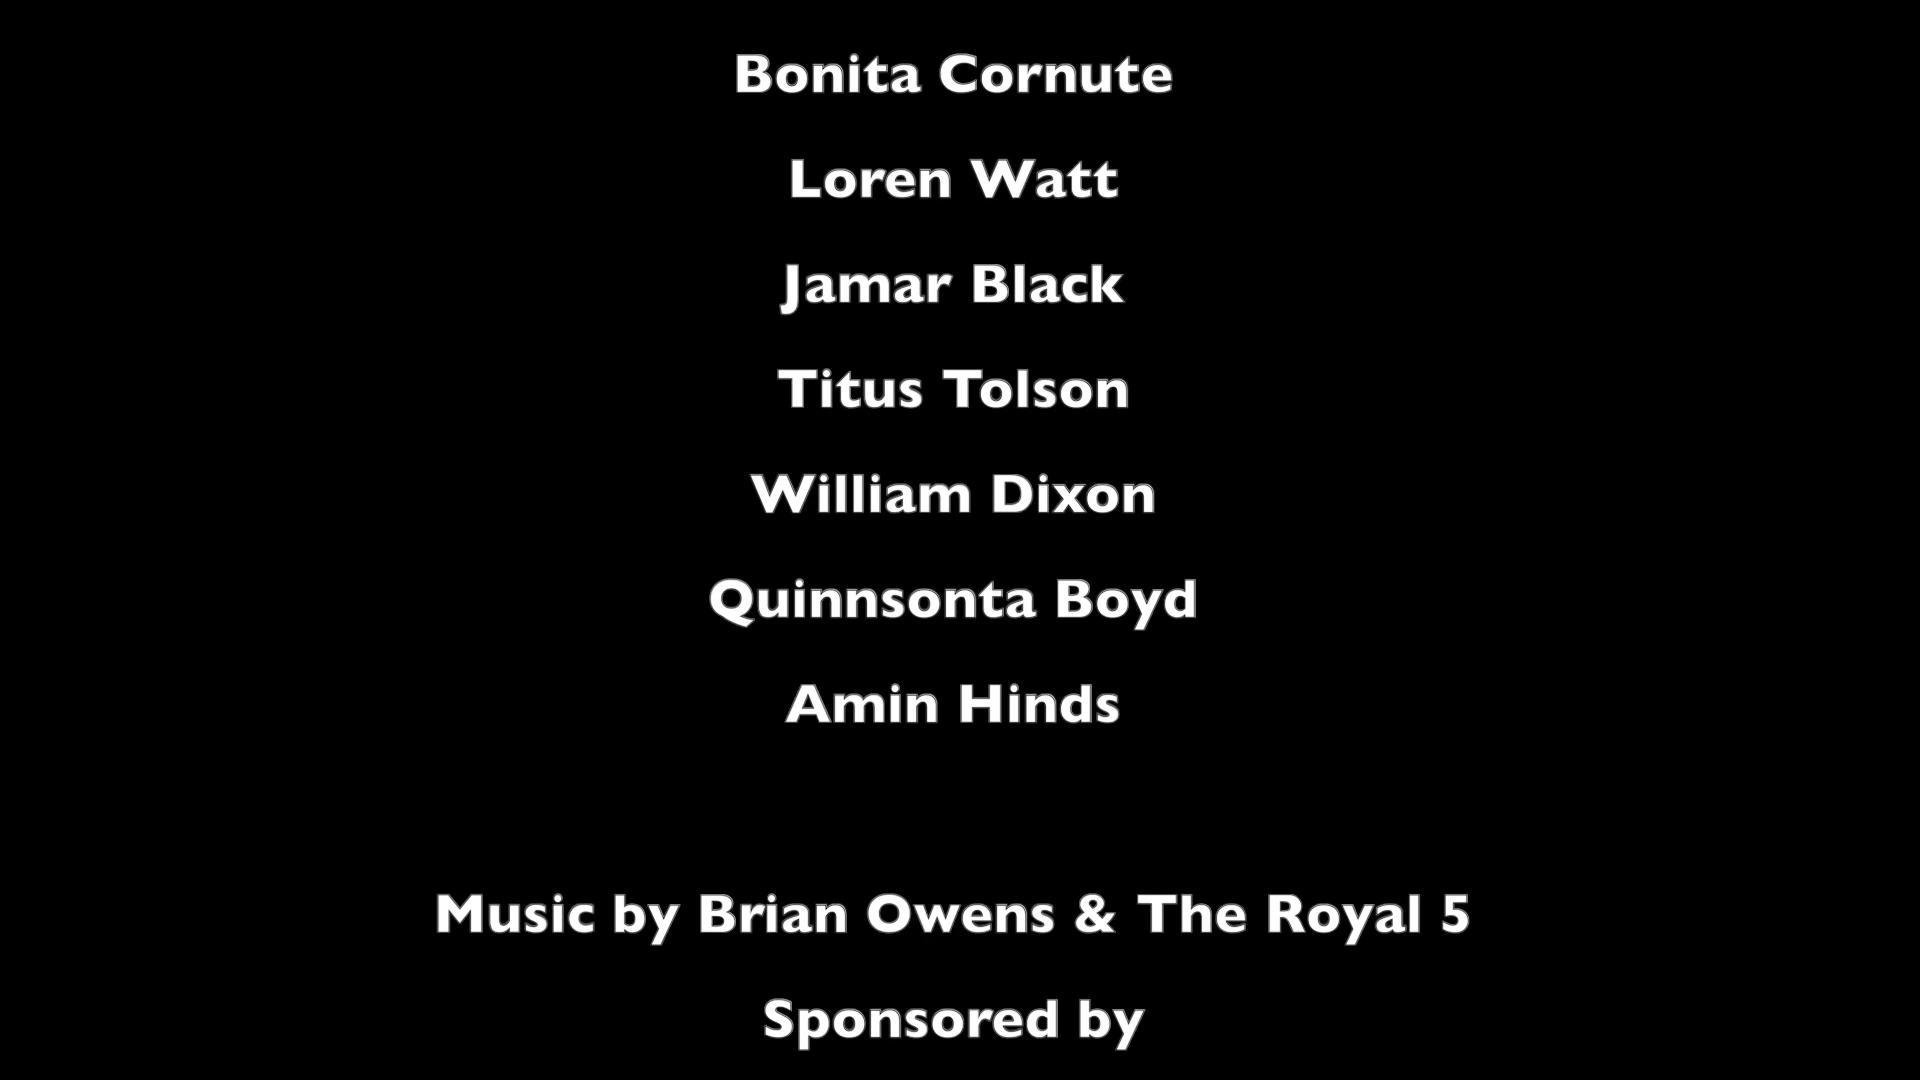 Bonita Cornute
Loren Watt
Jamar Black
Titus Tolson
William Dixon
Quinnsonta Boyd
Amin Hinds
Music by Brian Owens & The Royal 5
Sponsored by